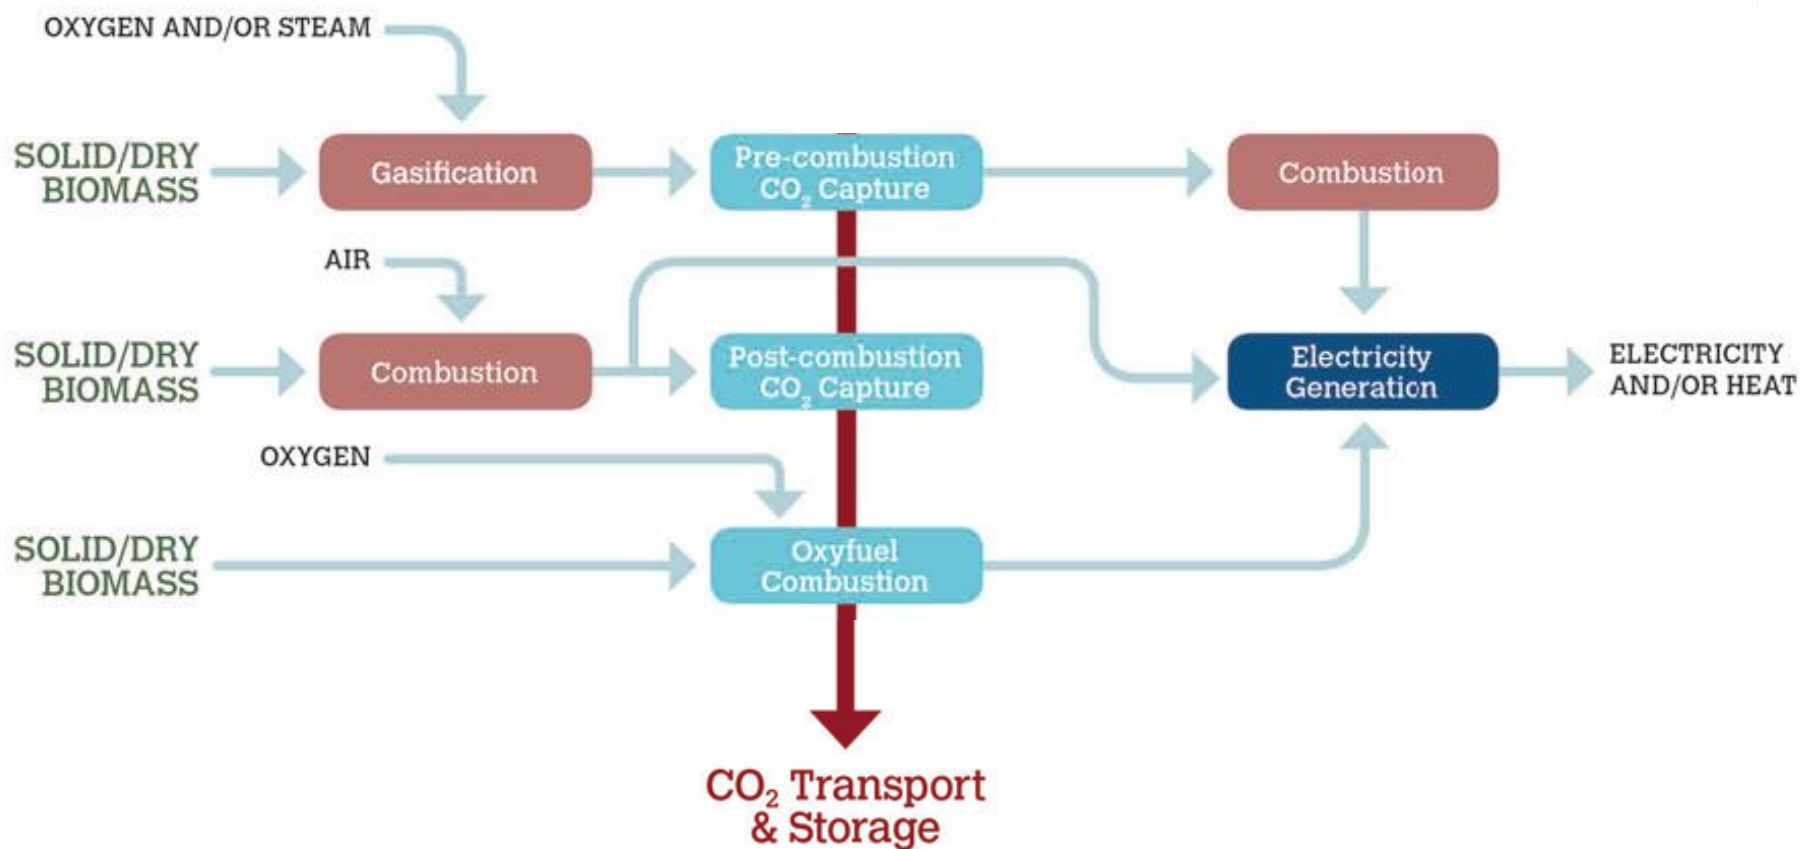 OXYGEN AND/OR STEAM
SOLID/DRY
BIOMASS
Gasification
Pre-combustion
CO₂ Capture
Combustion
AIR
SOLID/DRY
BIOMASS
Combustion
Post-combustion
CO₂ Capture
Electricity
Generation
ELECTRICITY
AND/OR HEAT
OXYGEN
SOLID/DRY
BIOMASS
Oxyfuel
Combustion
CO₂ Transport
& Storage